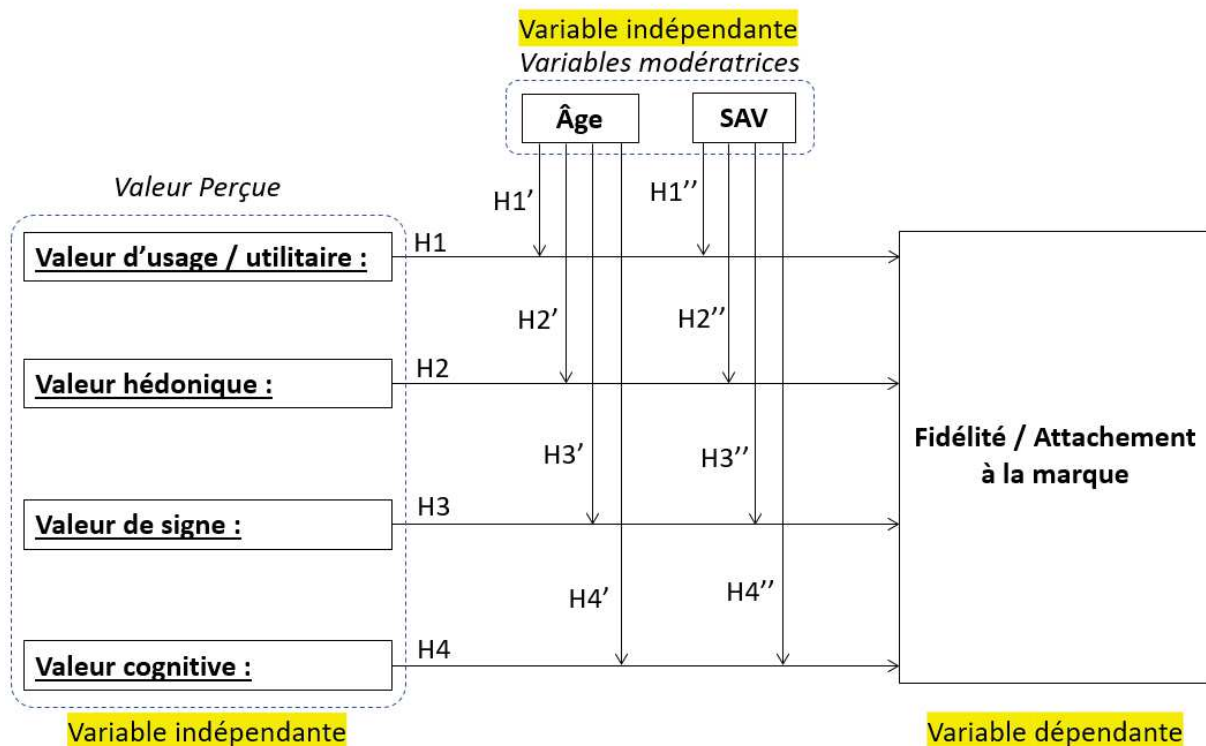 Variable indépendante
Variables modératrices
Âge
SAV
Valeur Perçue
H1'
H1''
Valeur d'usage / utilitaire :
H1
H2'
H2''
Valeur hédonique :
H2
Fidélité / Attachement
à la marque
H3'
H3''
Valeur de signe :
H3
H4'
H4''
Valeur cognitive :
H4
Variable indépendante
Variable dépendante